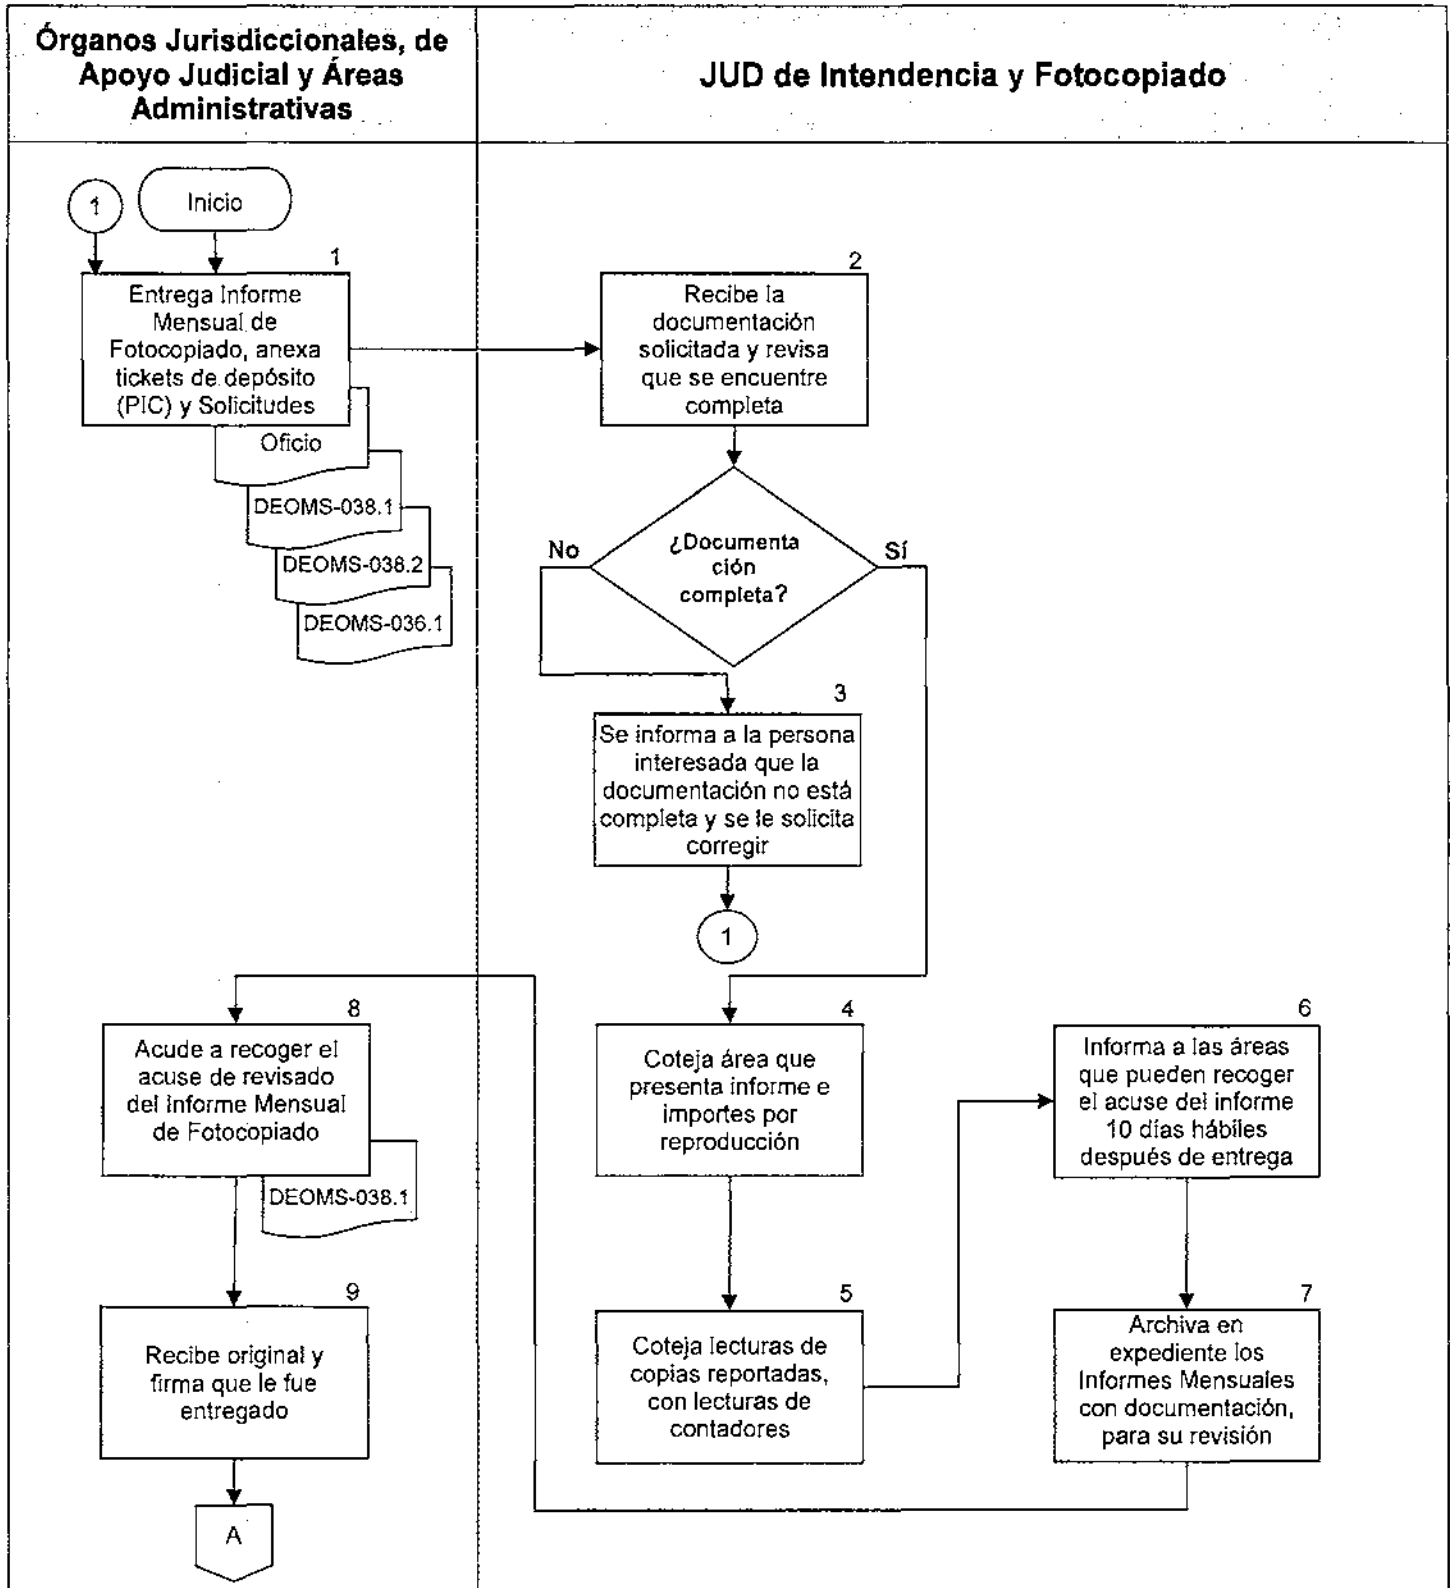 Órganos Jurisdiccionales, de
Apoyo Judicial y Áreas
Administrativas
JUD de Intendencia y Fotocopiado
1
Inicio
1
Entrega Informe
Mensual de
Fotocopiado, anexa
tickets de depósito
(PIC) y Solicitudes
Oficio
DEOMS-038.1
DEOMS-038.2
DEOMS-036.1
2
Recibe la
documentación
solicitada y revisa
que se encuentre
completa
No
¿Documenta
ción
completa?
Sí
3
Se informa a la persona
interesada que la
documentación no está
completa y se le solicita
corregir
1
4
Coteja área que
presenta informe e
importes por
reproducción
5
Coteja lecturas de
copias reportadas,
con lecturas de
contadores
6
Informa a las áreas
que pueden recoger
el acuse del informe
10 días hábiles
después de entrega
7
Archiva en
expediente los
Informes Mensuales
con documentación,
para su revisión
8
Acude a recoger el
acuse de revisado
del Informe Mensual
de Fotocopiado
DEOMS-038.1
9
Recibe original y
firma que le fue
entregado
A